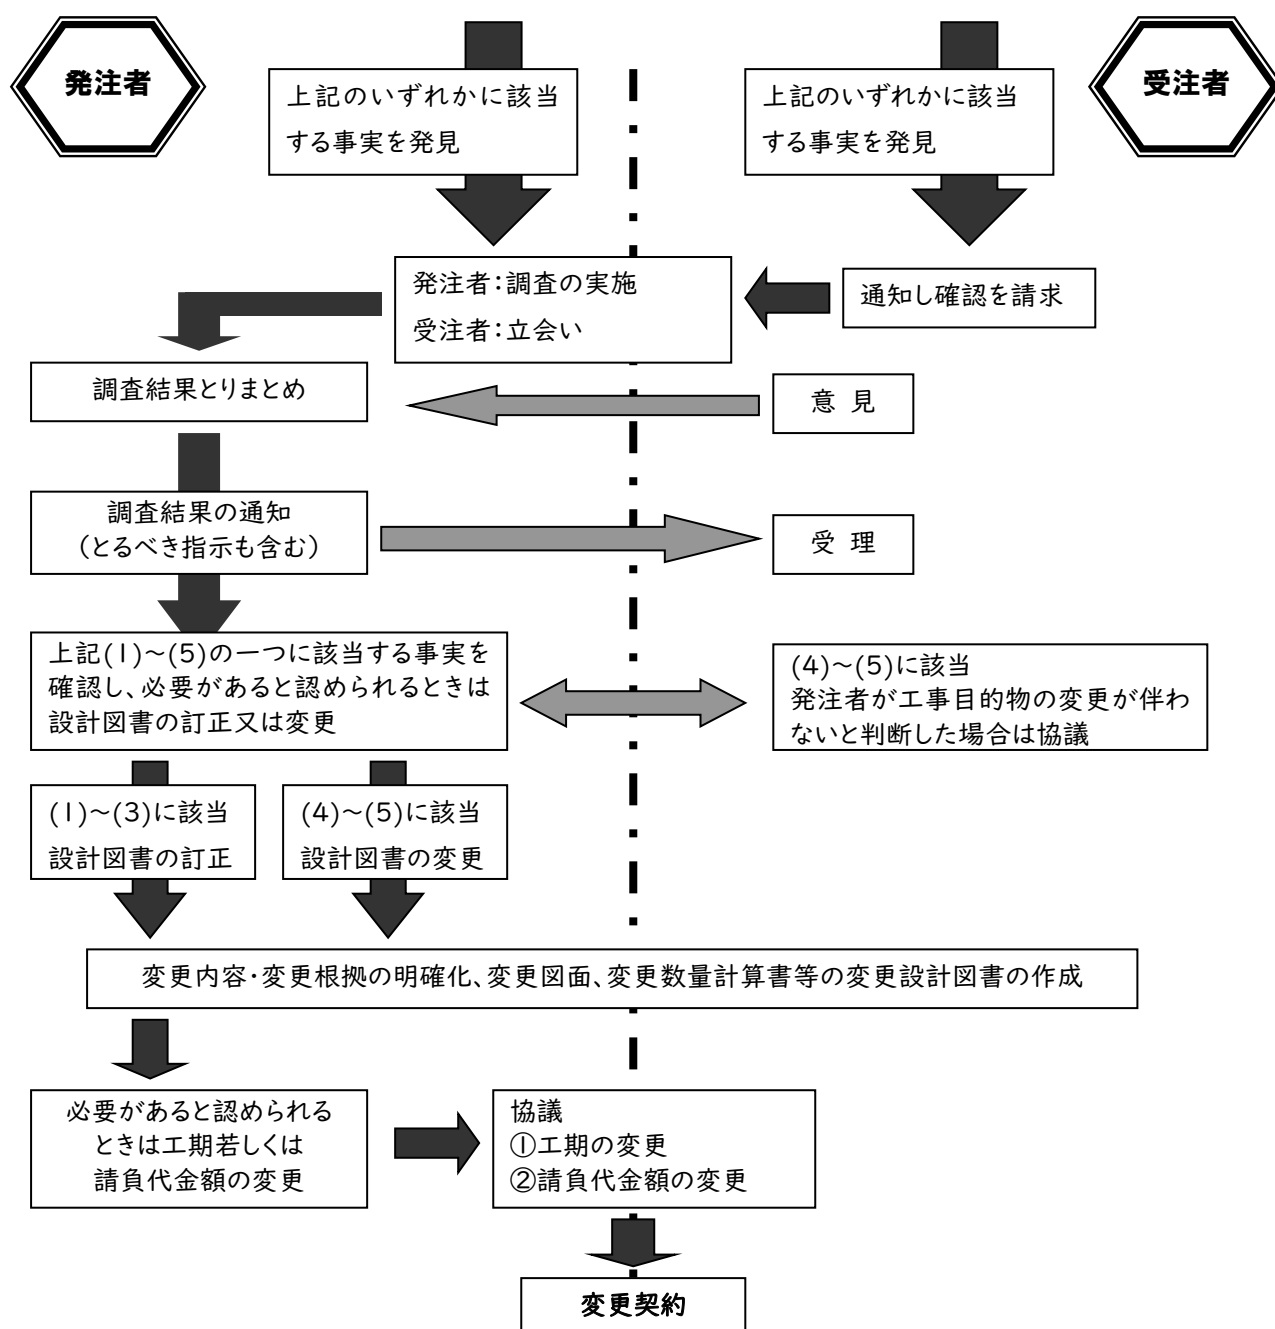 発注者
受注者
上記のいずれかに該当
する事実を発見
上記のいずれかに該当
する事実を発見
発注者：調査の実施
受注者：立会い
通知し確認を請求
調査結果とりまとめ
意 見
調査結果の通知
（とるべき指示も含む）
受 理
上記(1)～(5)の一つに該当する事実を
確認し、必要があると認められるときは
設計図書の訂正又は変更
(4)～(5)に該当
発注者が工事目的物の変更が伴わ
ないと判断した場合は協議
(1)～(3)に該当
設計図書の訂正
(4)～(5)に該当
設計図書の変更
変更内容・変更根拠の明確化、変更図面、変更数量計算書等の変更設計図書の作成
必要があると認められる
ときは工期若しくは
請負代金額の変更
協議
①工期の変更
②請負代金額の変更
変更契約